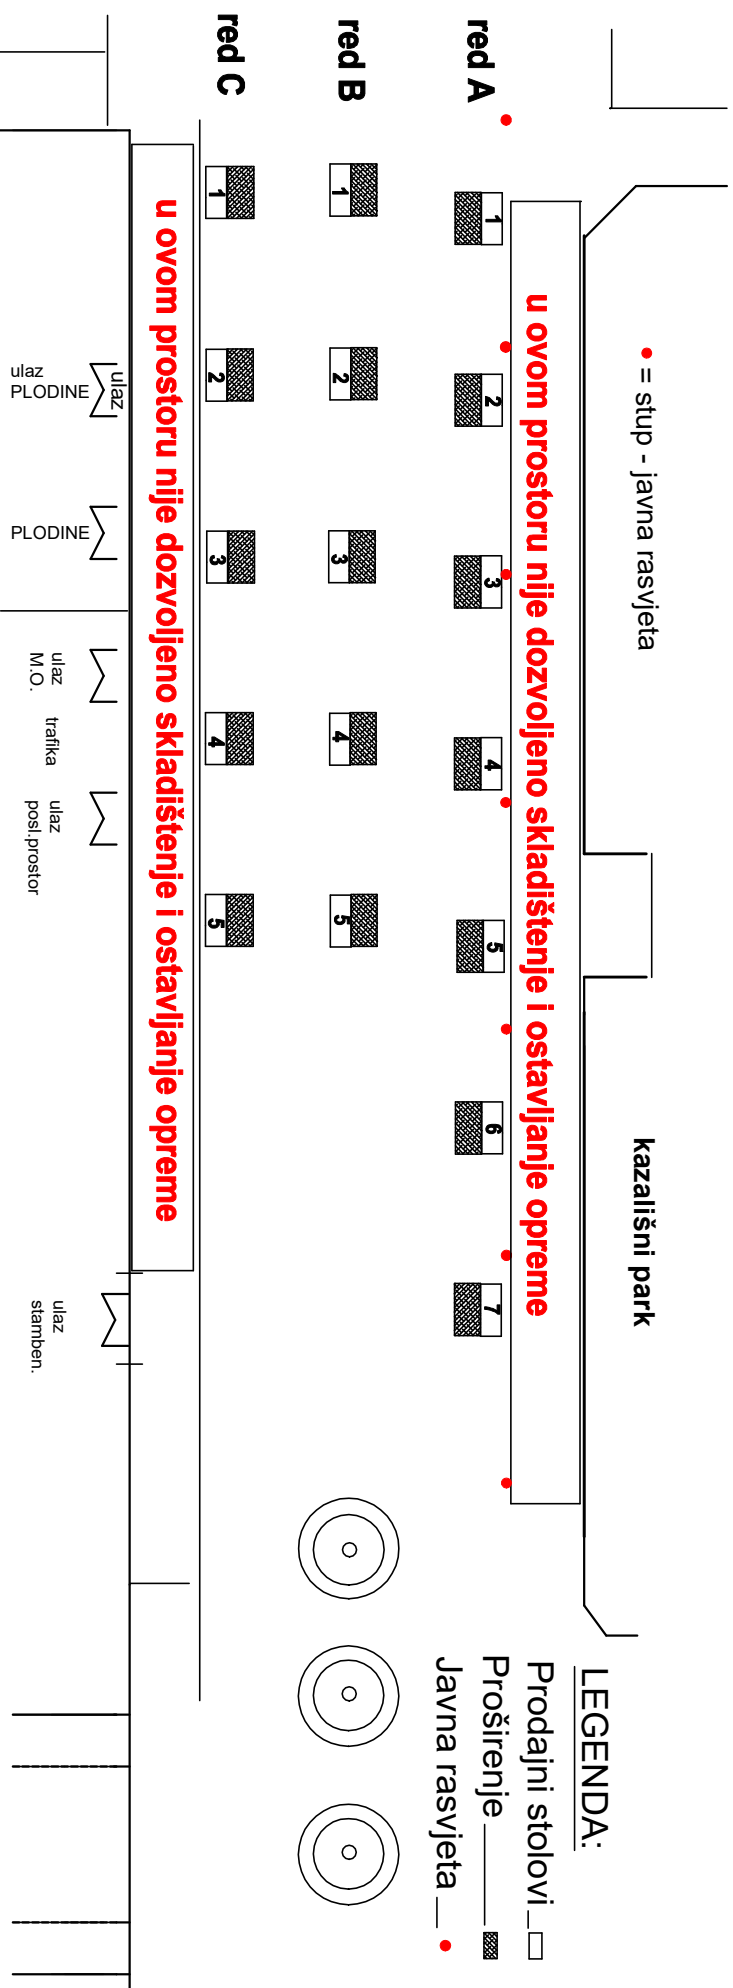 ● = stup - javna rasvjeta
kazališni park
LEGENDA:
Prodajni stolovi
Proširenje
Javna rasvjeta
u ovom prostoru nije dozvoljeno skladištenje i ostavljanje opreme
red A
1 2 3 4 5 6 7
red B
1 2 3 4 5
red C
1 2 3 4 5
u ovom prostoru nije dozvoljeno skladištenje i ostavljanje opreme
ulaz
ulaz
PLODINE
PLODINE
ulaz
M.O.
trafika
ulaz
posl.prostor
ulaz
stamben.